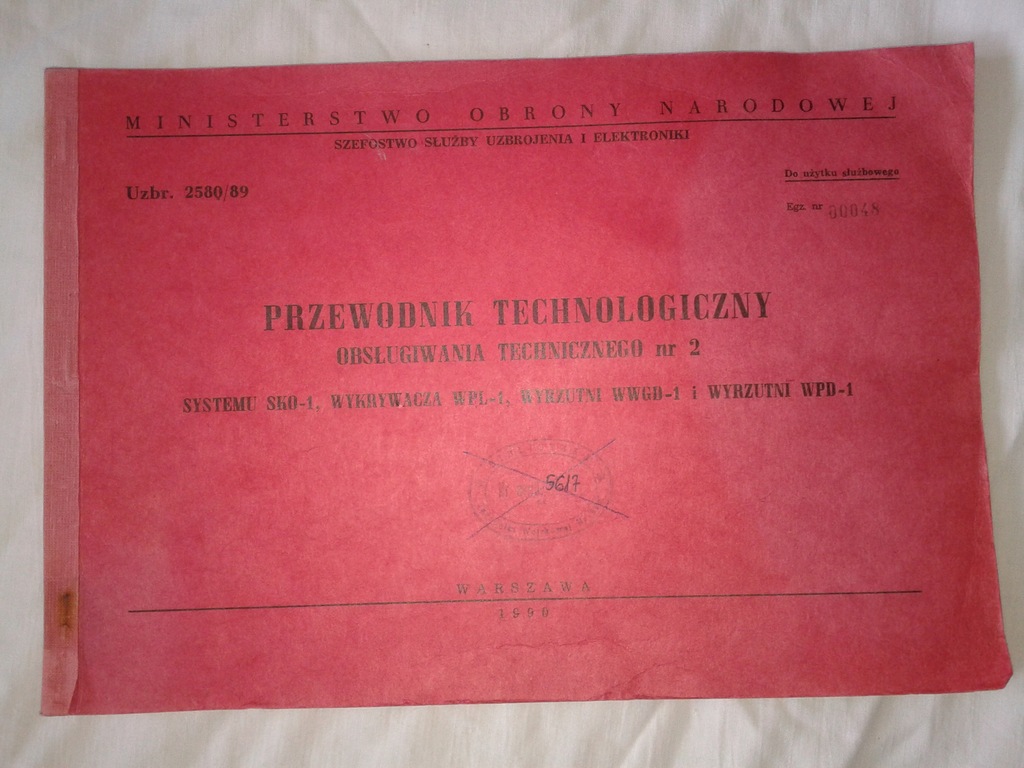 MINISTERSTWO OBRONY NARODOWEJ
SZEFOSTWO SŁUŻBY UZBROJENIA I ELEKTRONIKI
Do użytku służbowego
Uzbr. 2580/89
Egz. nr 00048
PRZEWODNIK TECHNOLOGICZNY
OBSŁUGIWANIA TECHNICZNEGO nr 2
SYSTEMU SKO-1, WYKRYWACZA WPL-1, WYRZUTNI WWGD-1 i WYRZUTNI WPD-1
5617
WARSZAWA
1990